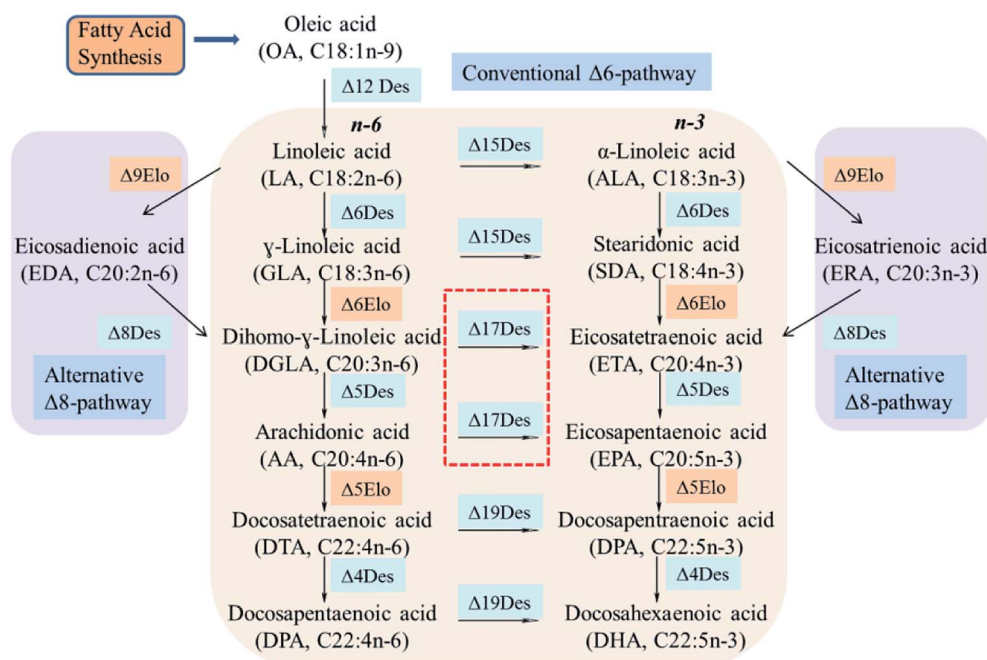 Fatty Acid
Synthesis
Oleic acid
(OA, C18:1n-9)
Δ12 Des
Conventional Δ6-pathway
n-6
n-3
Linoleic acid
(LA, C18:2n-6)
Δ15Des
α-Linoleic acid
(ALA, C18:3n-3)
Δ9Elo
Δ9Elo
Δ6Des
Δ6Des
Eicosadienoic acid
(EDA, C20:2n-6)
ɣ-Linoleic acid
(GLA, C18:3n-6)
Δ15Des
Stearidonic acid
(SDA, C18:4n-3)
Eicosatrienoic acid
(ERA, C20:3n-3)
Δ6Elo
Δ6Elo
Δ8Des
Dihomo-ɣ-Linoleic acid
(DGLA, C20:3n-6)
Δ17Des
Eicosatetraenoic acid
(ETA, C20:4n-3)
Δ8Des
Alternative
Δ8-pathway
Δ5Des
Δ5Des
Alternative
Δ8-pathway
Arachidonic acid
(AA, C20:4n-6)
Δ17Des
Eicosapentaenoic acid
(EPA, C20:5n-3)
Δ5Elo
Δ5Elo
Docosatetraenoic acid
(DTA, C22:4n-6)
Δ19Des
Docosapentraenoic acid
(DPA, C22:5n-3)
Δ4Des
Δ4Des
Docosapentaenoic acid
(DPA, C22:4n-6)
Δ19Des
Docosahexaenoic acid
(DHA, C22:5n-3)